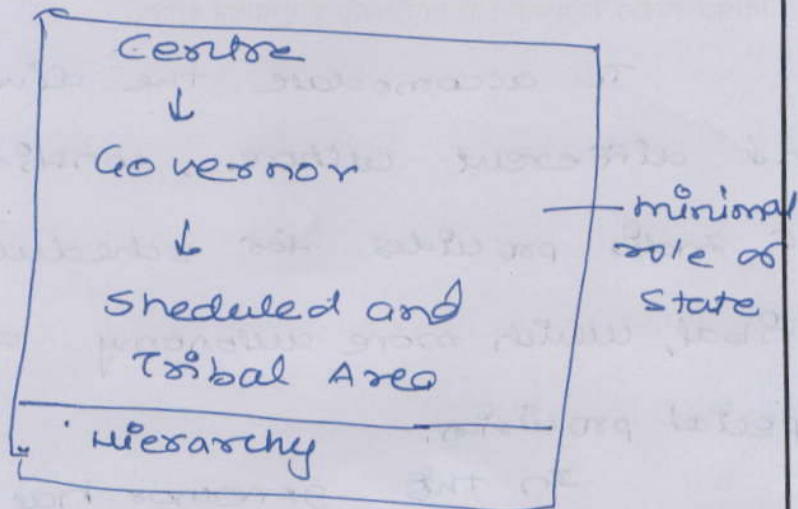 Centre
↓
Governor
↓
Sheduled and
Tribal Area
Hierarchy
minimal
role of
State